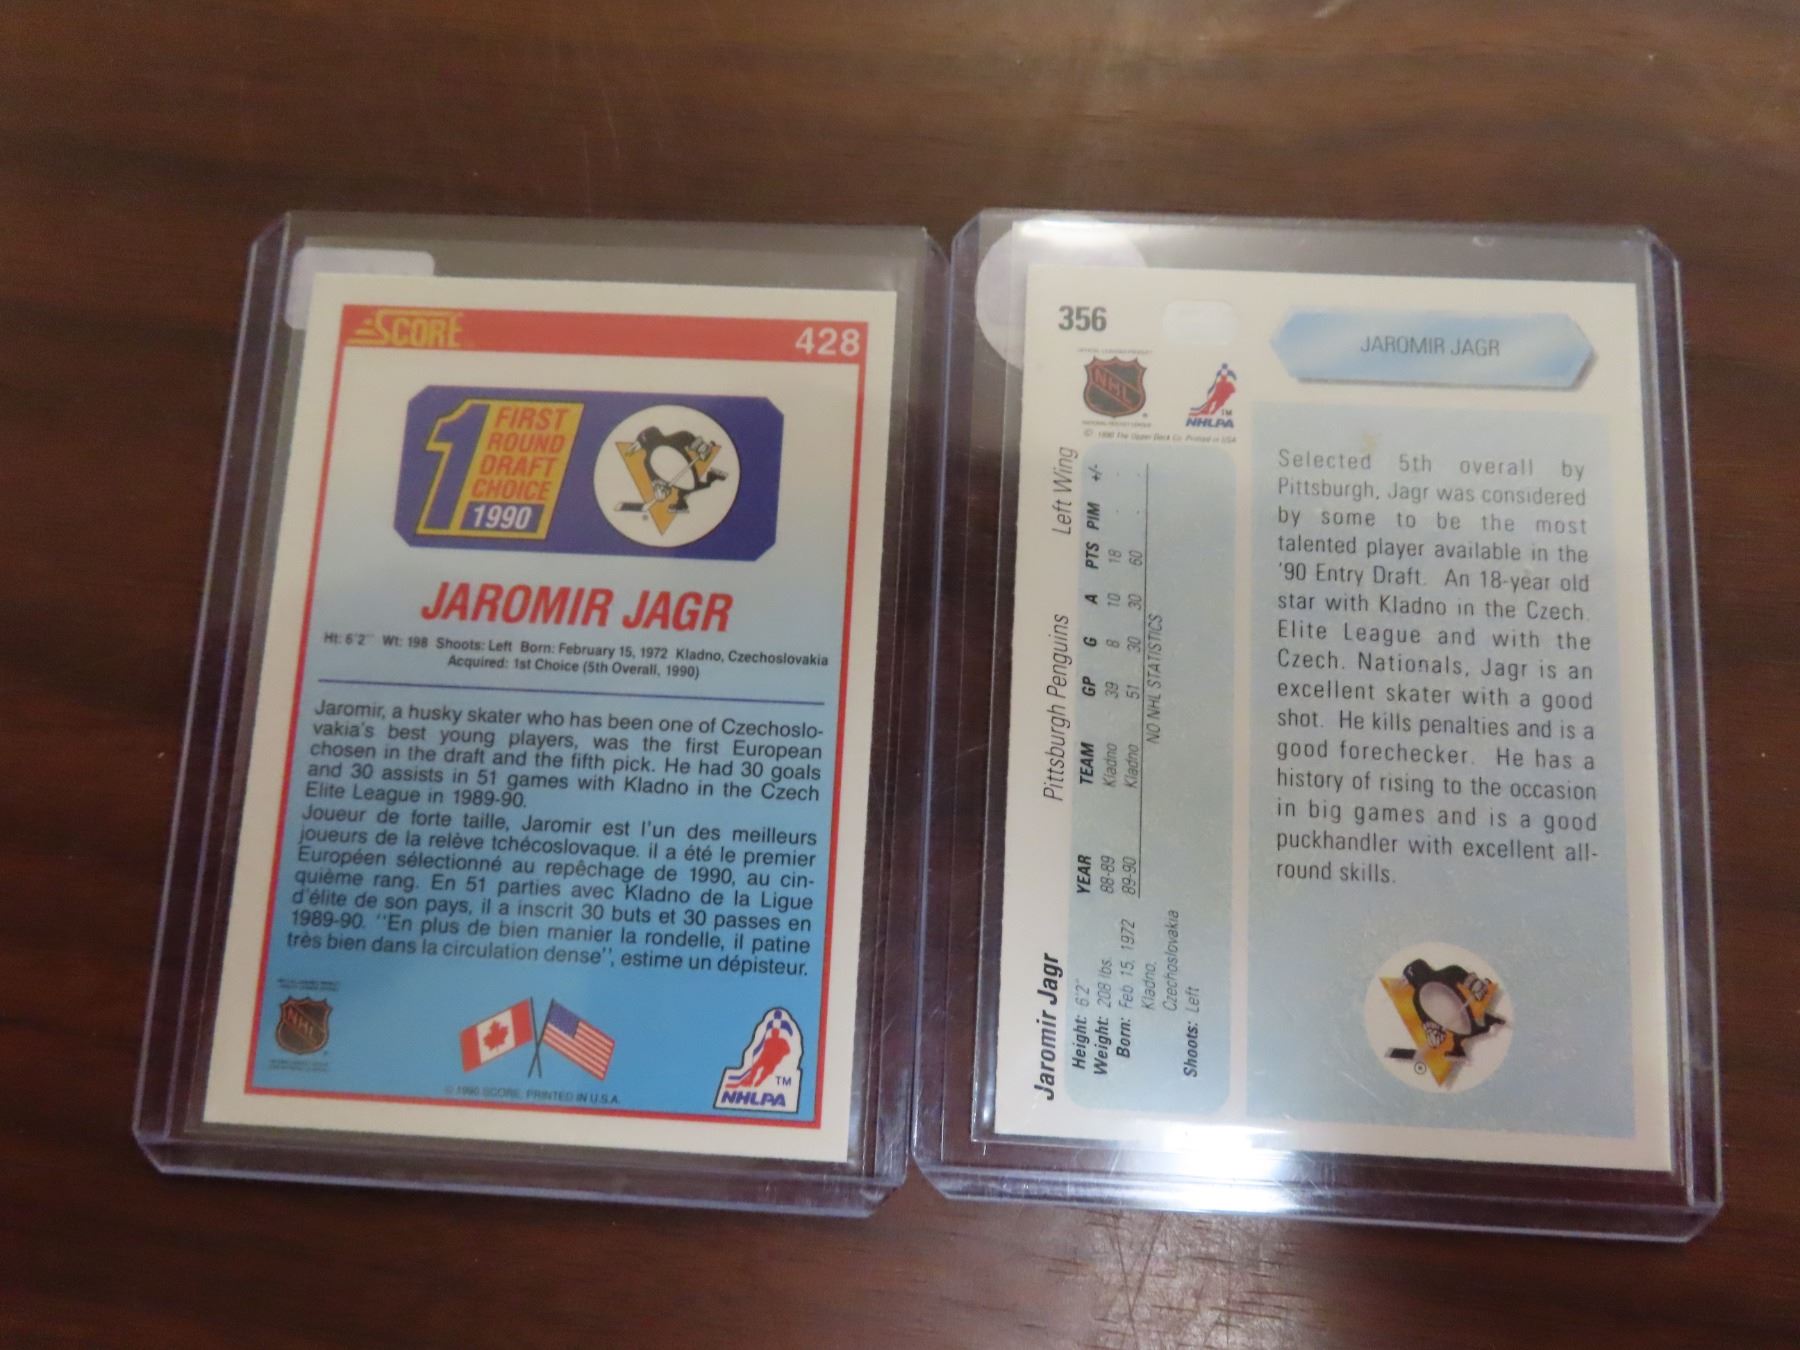 SCORE
428
1
FIRST
ROUND
DRAFT
CHOICE
1990
JAROMIR JAGR
Ht: 6'2'' Wt: 198 Shoots: Left Born: February 15, 1972 Kladno, Czechoslovakia
Acquired: 1st Choice (5th Overall, 1990)
Jaromir, a husky skater who has been one of Czechoslo-
vakia's best young players, was the first European
chosen in the draft and the fifth pick. He had 30 goals
and 30 assists in 51 games with Kladno in the Czech
Elite League in 1989-90.
Joueur de forte taille, Jaromir est l'un des meilleurs
joueurs de la relève tchécoslovaque. il a été le premier
Européen sélectionné au repêchage de 1990, au cin-
quième rang. En 51 parties avec Kladno de la Ligue
d'élite de son pays, il a inscrit 30 buts et 30 passes en
1989-90. ''En plus de bien manier la rondelle, il patine
très bien dans la circulation dense'', estime un dépisteur.
NHL
TM
NHLPA
© 1990 SCORE, PRINTED IN U.S.A.
356
NHL
TM
NHLPA
© 1990 The Upper Deck Co. Printed in USA
JAROMIR JAGR
Jaromir Jagr Pittsburgh Penguins Left Wing
Height: 6'2"
Weight: 208 lbs.
Born: Feb 15, 1972
Kladno,
Czechoslovakia
Shoots: Left
YEAR TEAM GP G A PTS PIM +/-
88-89 Kladno 39 8 10 18 - -
89-90 Kladno 51 30 30 60 - -
NO NHL STATISTICS
Selected 5th overall by
Pittsburgh, Jagr was considered
by some to be the most
talented player available in the
'90 Entry Draft. An 18-year old
star with Kladno in the Czech.
Elite League and with the
Czech. Nationals, Jagr is an
excellent skater with a good
shot. He kills penalties and is a
good forechecker. He has a
history of rising to the occasion
in big games and is a good
puckhandler with excellent all-
round skills.